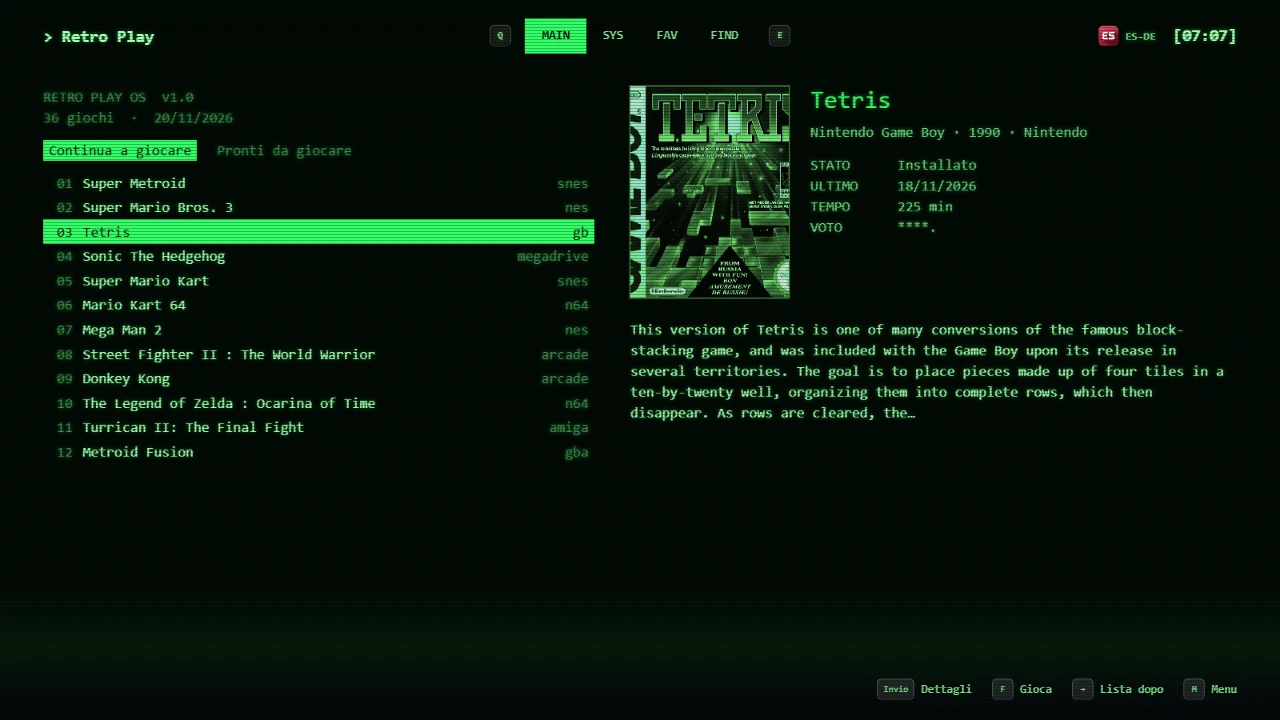 > Retro Play
Q MAIN SYS FAV FIND E
ES ES-DE [07:07]
RETRO PLAY OS v1.0
36 giochi · 20/11/2026
Continua a giocare Pronti da giocare
01 Super Metroid snes
02 Super Mario Bros. 3 nes
03 Tetris gb
04 Sonic The Hedgehog megadrive
05 Super Mario Kart snes
06 Mario Kart 64 n64
07 Mega Man 2 nes
08 Street Fighter II : The World Warrior arcade
09 Donkey Kong arcade
10 The Legend of Zelda : Ocarina of Time n64
11 Turrican II: The Final Fight amiga
12 Metroid Fusion gba
TETRIS
FROM
RUSSIA
WITH FUN!
BON
AMUSEMENT
DE RUSSIE!
Nintendo
Tetris
Nintendo Game Boy · 1990 · Nintendo
STATO Installato
ULTIMO 18/11/2026
TEMPO 225 min
VOTO ****.
This version of Tetris is one of many conversions of the famous block-
stacking game, and was included with the Game Boy upon its release in
several territories. The goal is to place pieces made up of four tiles in a
ten-by-twenty well, organizing them into complete rows, which then
disappear. As rows are cleared, the…
Invio Dettagli F Gioca → Lista dopo M Menu